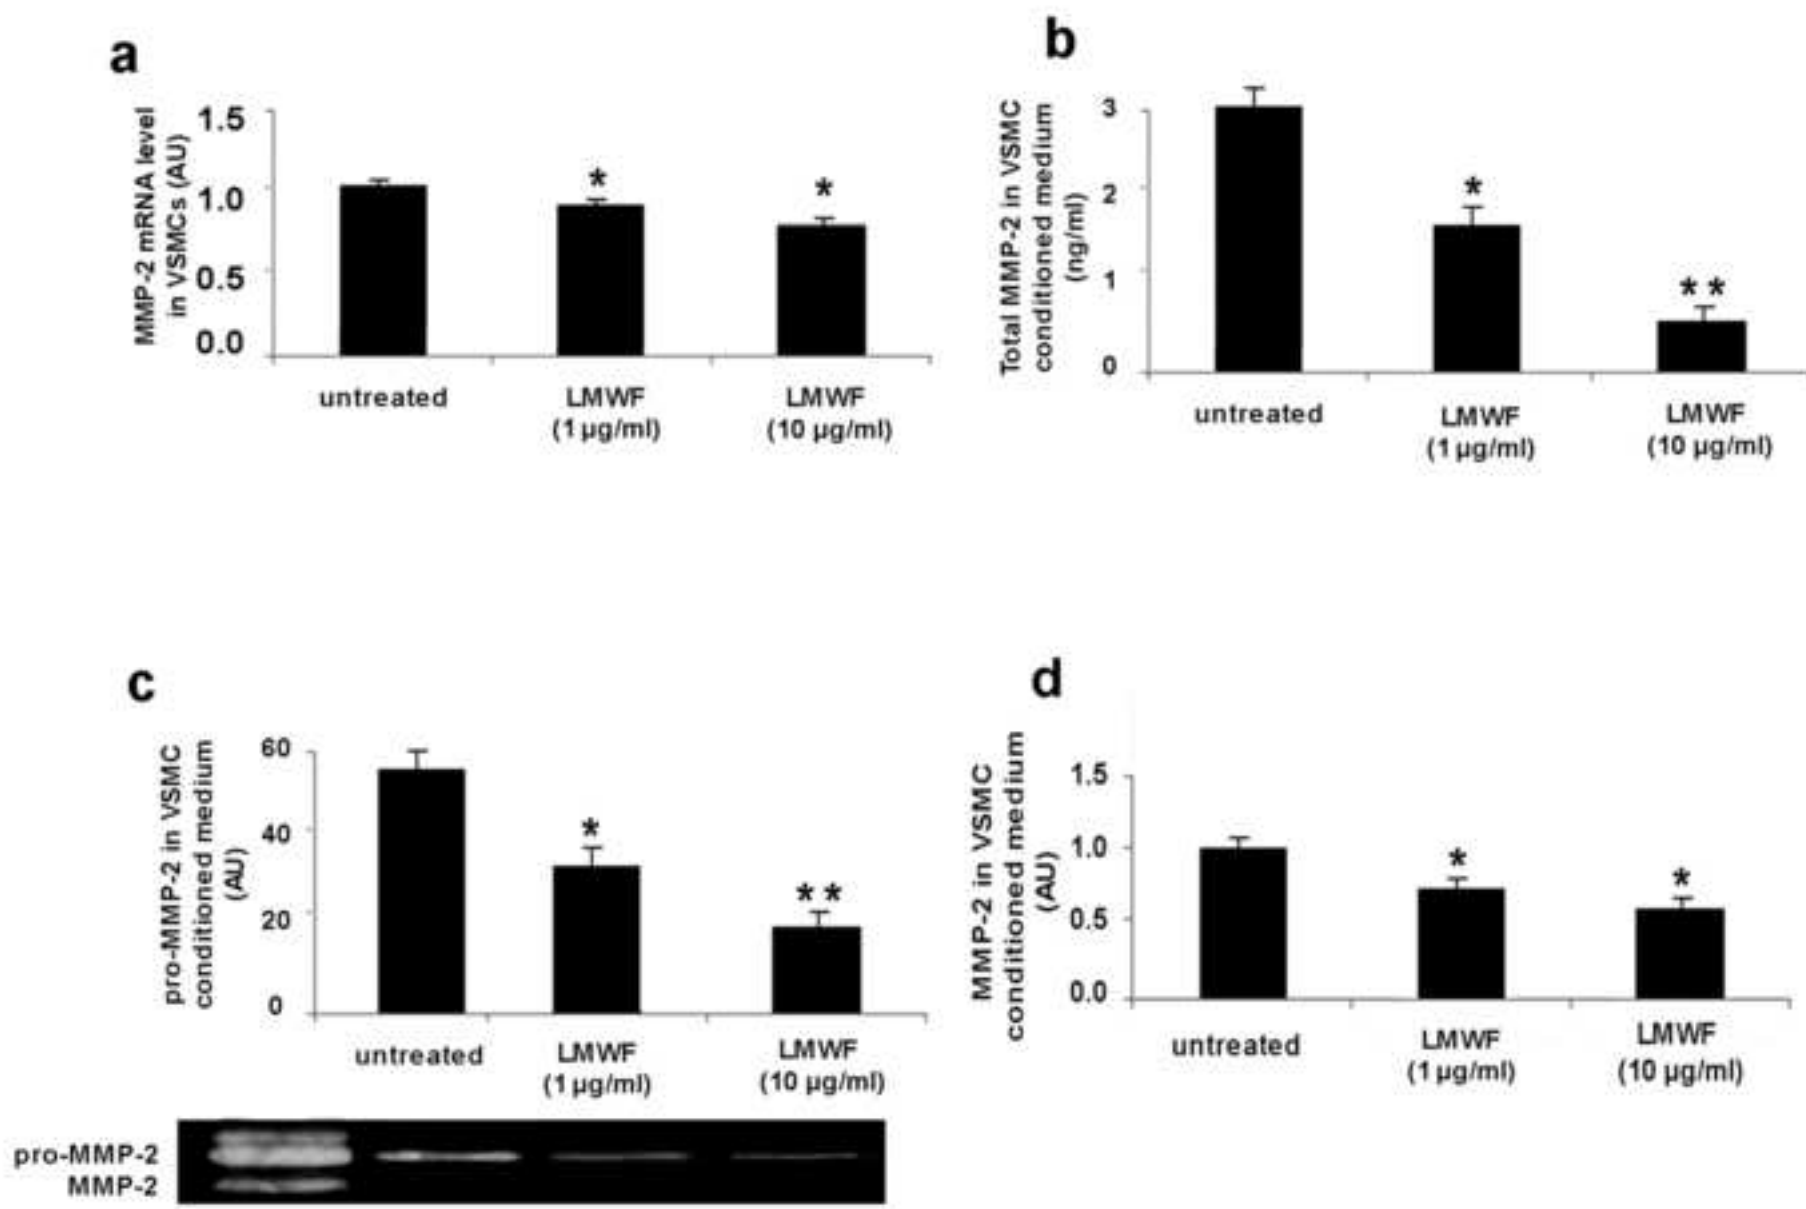 a
MMP-2 mRNA level
in VSMCs (AU)
1.5
1.0
0.5
0.0
*
*
untreated
LMWF
(1 µg/ml)
LMWF
(10 µg/ml)
b
Total MMP-2 in VSMC
conditioned medium
(ng/ml)
3
2
1
0
*
**
untreated
LMWF
(1 µg/ml)
LMWF
(10 µg/ml)
c
pro-MMP-2 in VSMC
conditioned medium
(AU)
60
40
20
0
*
**
untreated
LMWF
(1 µg/ml)
LMWF
(10 µg/ml)
pro-MMP-2
MMP-2
d
MMP-2 in VSMC
conditioned medium
(AU)
1.5
1.0
0.5
0.0
*
*
untreated
LMWF
(1 µg/ml)
LMWF
(10 µg/ml)